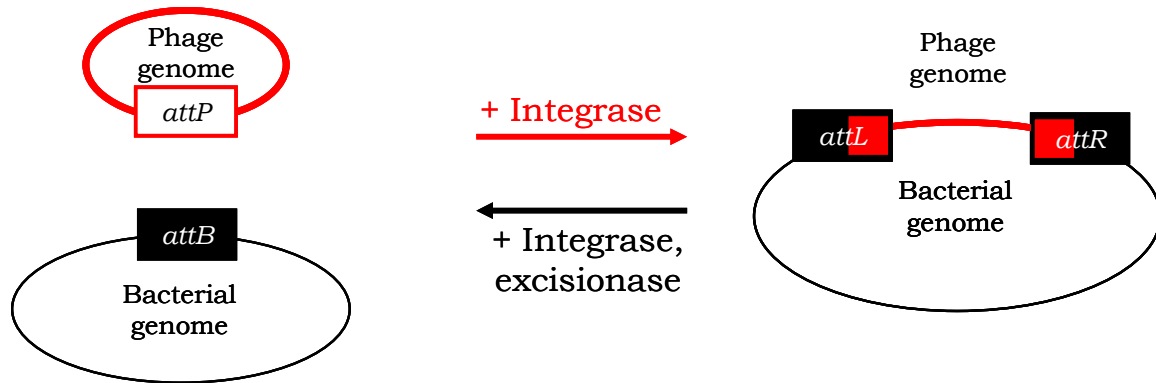 Phage
genome
attP
+ Integrase
Phage
genome
attL
attR
Bacterial
genome
attB
+ Integrase,
excisionase
Bacterial
genome